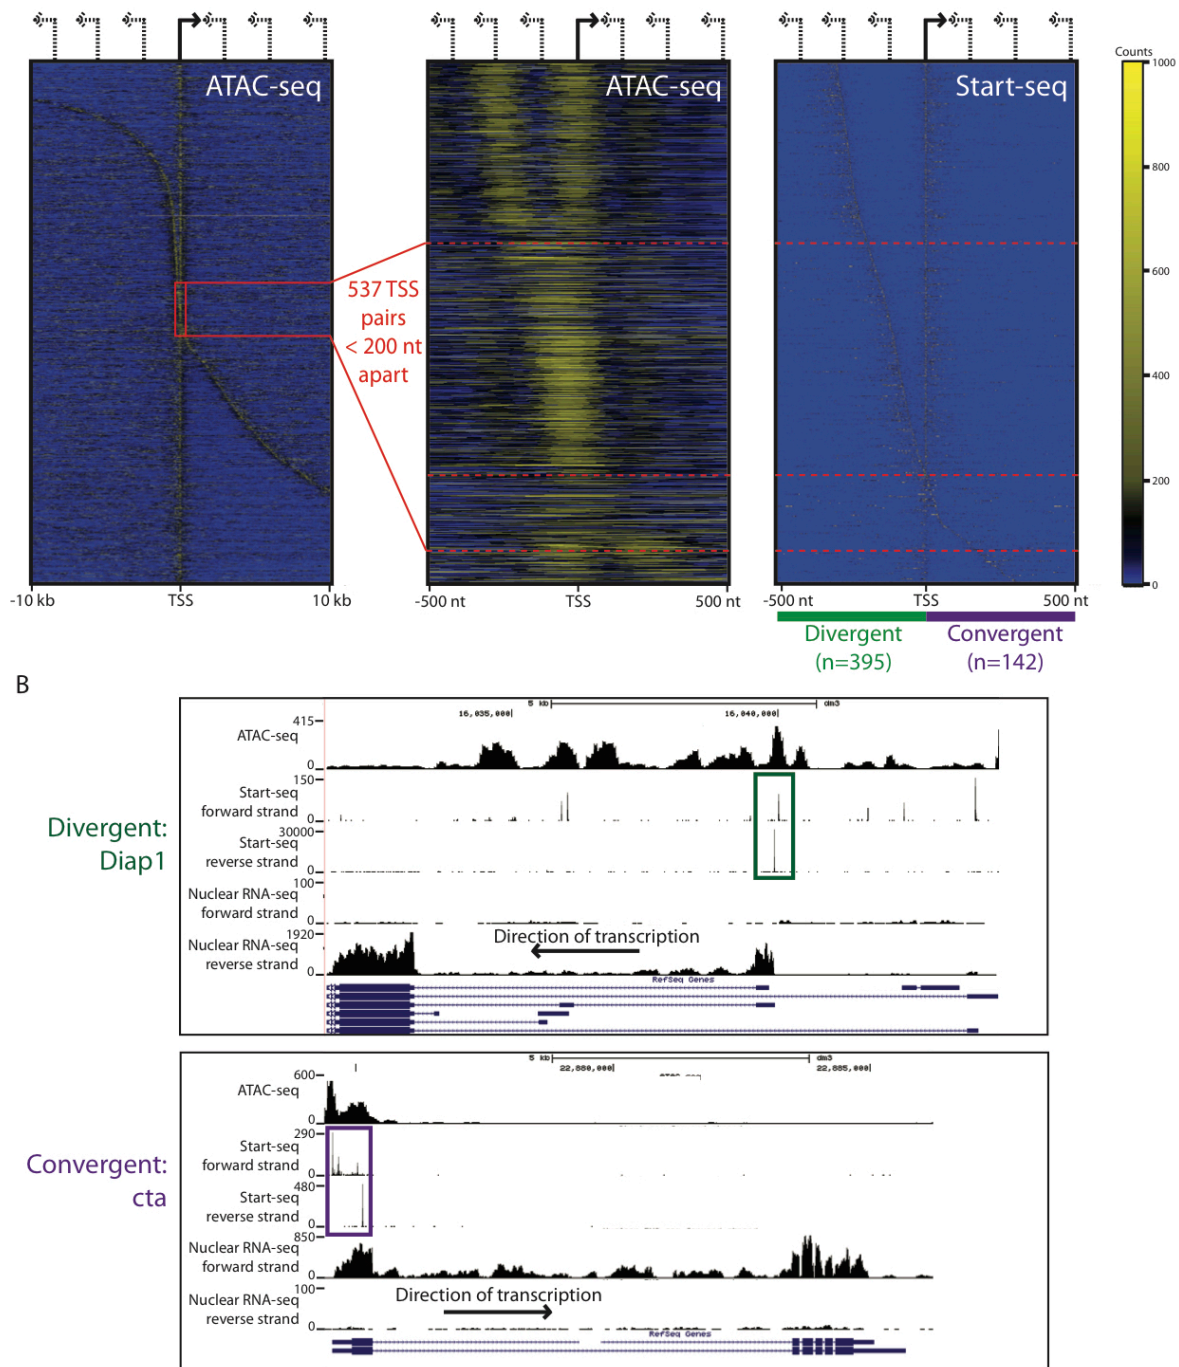 ATAC-seq
ATAC-seq
Start-seq
Counts
1000
800
600
400
200
0
537 TSS
pairs
< 200 nt
apart
-10 kb
TSS
10 kb
-500 nt
TSS
500 nt
-500 nt
TSS
500 nt
Divergent
(n=395)
Convergent
(n=142)
B
Divergent:
Diap1
5 kb
dm3
16,035,000
16,040,000
415
ATAC-seq
0
150
Start-seq
forward strand
0
30000
Start-seq
reverse strand
0
100
Nuclear RNA-seq
forward strand
0
1920
Nuclear RNA-seq
reverse strand
0
Direction of transcription
RefSeq Genes
Convergent:
cta
5 kb
dm3
22,880,000
22,885,000
600
ATAC-seq
0
290
Start-seq
forward strand
0
480
Start-seq
reverse strand
0
850
Nuclear RNA-seq
forward strand
0
100
Nuclear RNA-seq
reverse strand
0
Direction of transcription
RefSeq Genes